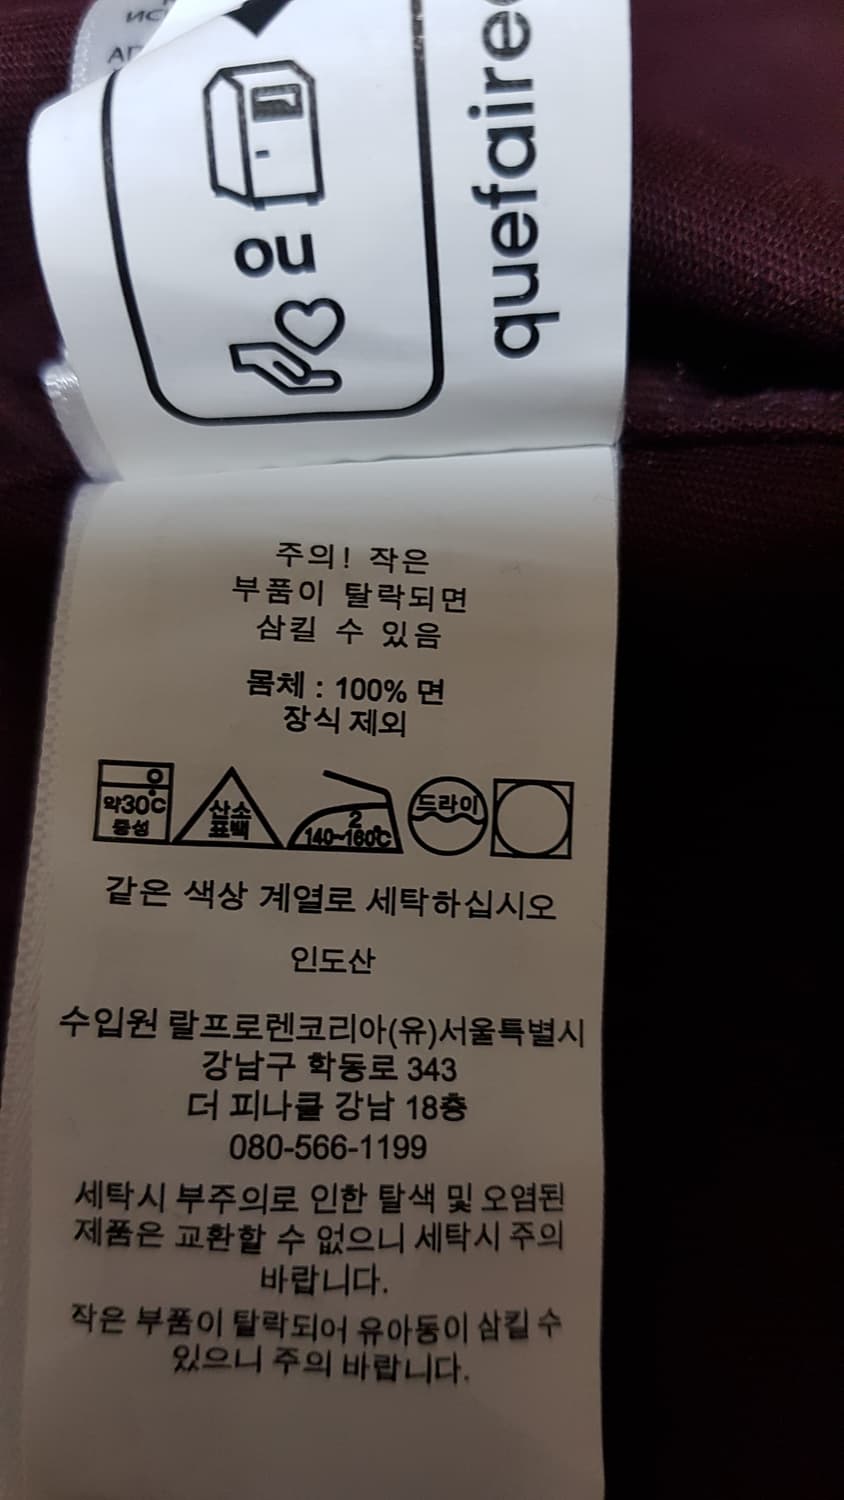 ou
quefaire
주의! 작은
부품이 탈락되면
삼킬 수 있음
몸체 : 100% 면
장식 제외
약30℃
중성
산소
표백
2
140~160℃
드라이
같은 색상 계열로 세탁하십시오
인도산
수입원 랄프로렌코리아(유)서울특별시
강남구 학동로 343
더 피나클 강남 18층
080-566-1199
세탁시 부주의로 인한 탈색 및 오염된
제품은 교환할 수 없으니 세탁시 주의
바랍니다.
작은 부품이 탈락되어 유아동이 삼킬 수
있으니 주의 바랍니다.